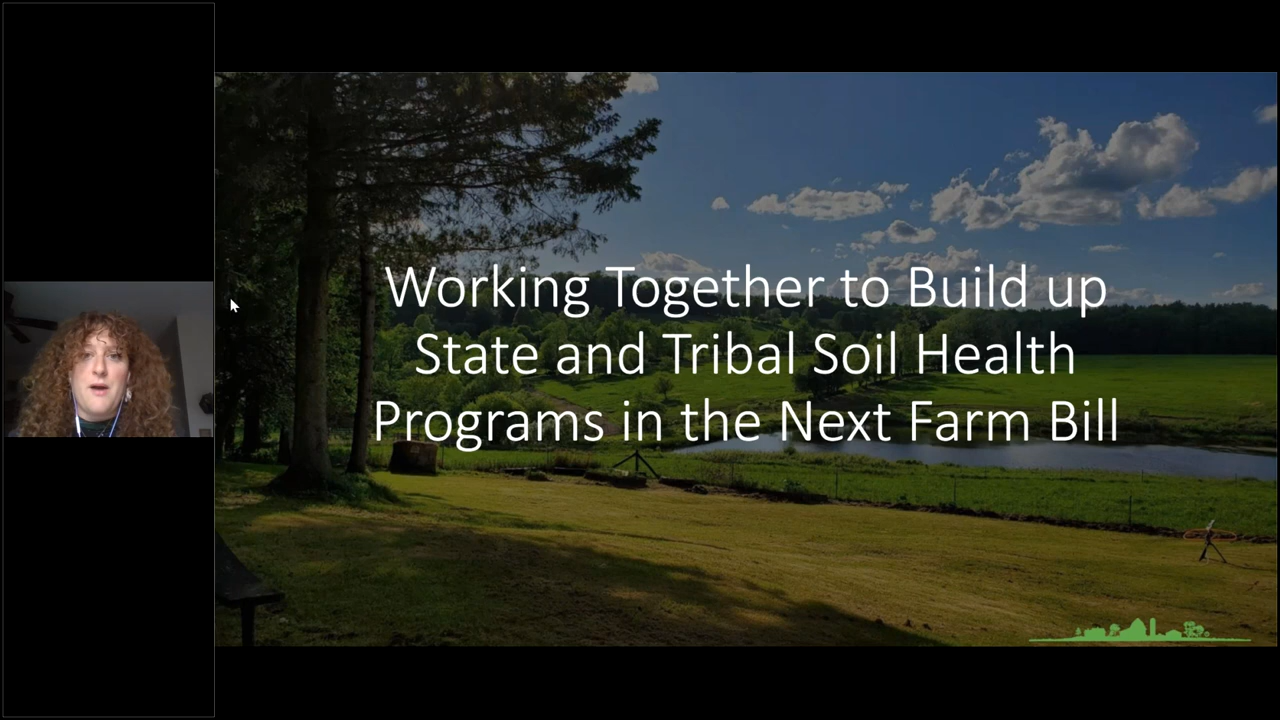 Working Together to Build up
State and Tribal Soil Health
Programs in the Next Farm Bill